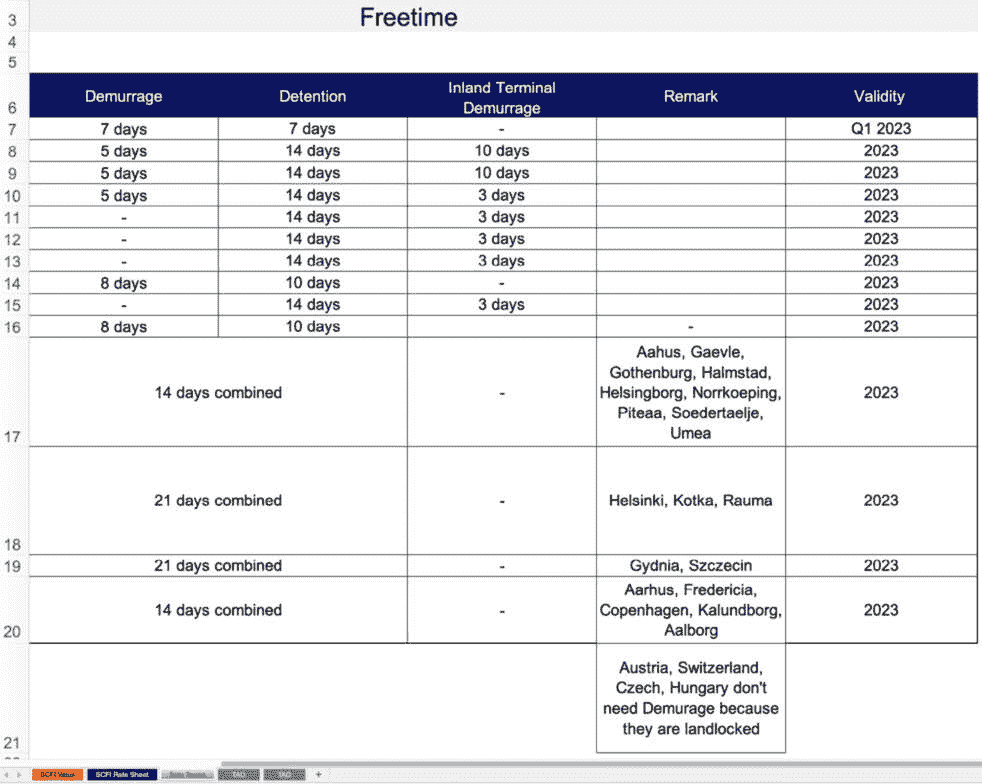 3 Freetime
4
5
6 Demurrage Detention Inland Terminal Demurrage Remark Validity
7 7 days 7 days - Q1 2023
8 5 days 14 days 10 days 2023
9 5 days 14 days 10 days 2023
10 5 days 14 days 3 days 2023
11 - 14 days 3 days 2023
12 - 14 days 3 days 2023
13 - 14 days 3 days 2023
14 8 days 10 days - 2023
15 - 14 days 3 days 2023
16 8 days 10 days - 2023
Aahus, Gaevle,
Gothenburg, Halmstad,
14 days combined - Helsingborg, Norrkoeping, 2023
Piteaa, Soedertaelje,
17 Umea
21 days combined - Helsinki, Kotka, Rauma 2023
18
19 21 days combined - Gydnia, Szczecin 2023
Aarhus, Fredericia,
14 days combined - Copenhagen, Kalundborg, 2023
20 Aalborg
Austria, Switzerland,
Czech, Hungary don't
need Demurage because
they are landlocked
21
SCFI Value SCFI Rate Sheet TAD TAD +